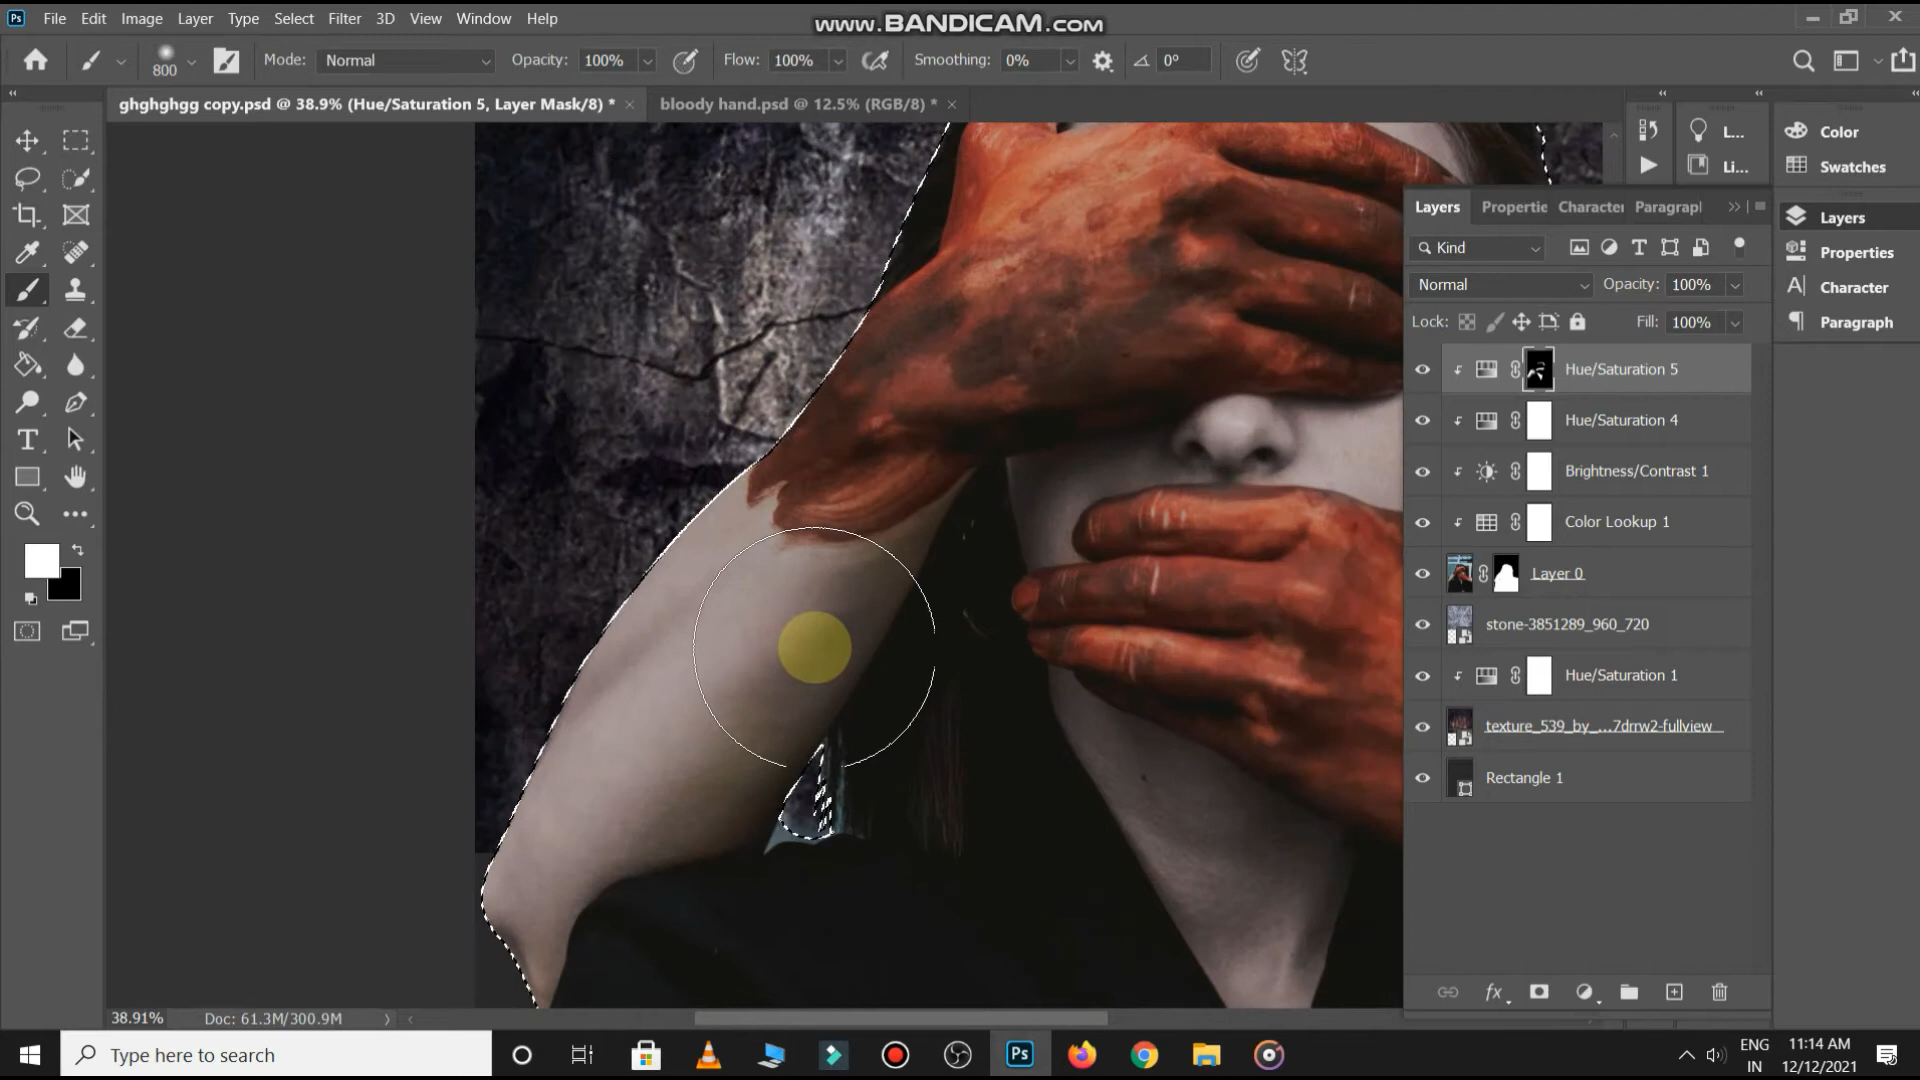 Ps File Edit Image Layer Type Select Filter 3D View Window Help
www.BANDICAM.com
800 Mode: Normal Opacity: 100% Flow: 100% Smoothing: 0% 0°
ghghghgg copy.psd @ 38.9% (Hue/Saturation 5, Layer Mask/8) * ×
bloody hand.psd @ 12.5% (RGB/8) * ×
L...
Li...
Color
Swatches
Layers
Properties
Character
Paragraph
Layers Propertie Character Paragrapl
Kind
Normal Opacity: 100%
Lock: Fill: 100%
Hue/Saturation 5
Hue/Saturation 4
Brightness/Contrast 1
Color Lookup 1
Layer 0
stone-3851289_960_720
Hue/Saturation 1
texture_539_by_...7drrw2-fullview
Rectangle 1
fx
38.91% Doc: 61.3M/300.9M
Type here to search
Ps
ENG
IN
11:14 AM
12/12/2021